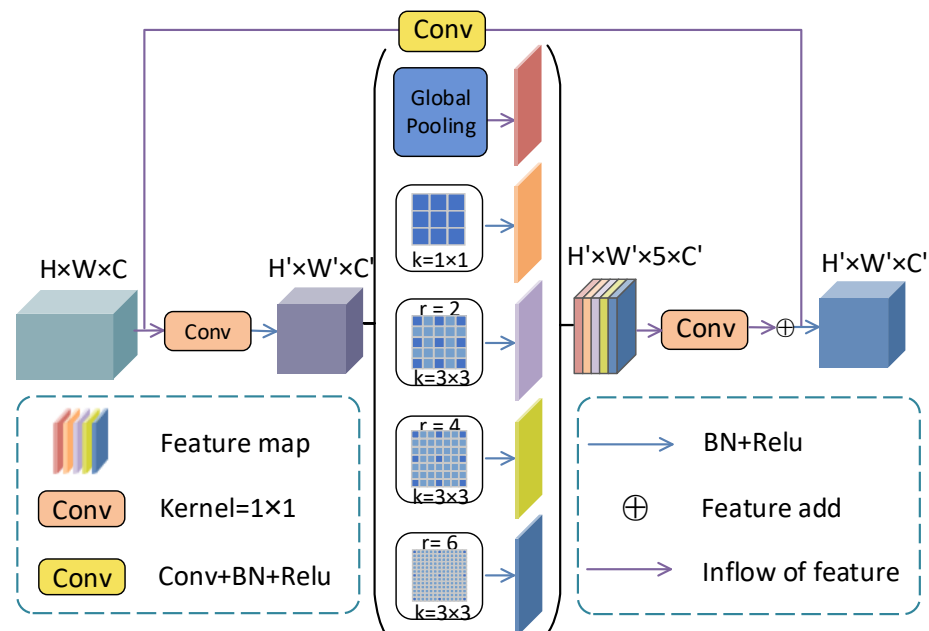 Conv
Global
Pooling
k=1×1
H×W×C
H'×W'×C'
H'×W'×5×C'
H'×W'×C'
r = 2
Conv
Conv
k=3×3
r = 4
k=3×3
r= 6
k=3×3
Feature map
Conv
Kernel=1×1
Conv
Conv+BN+Relu
BN+Relu
Feature add
Inflow of feature